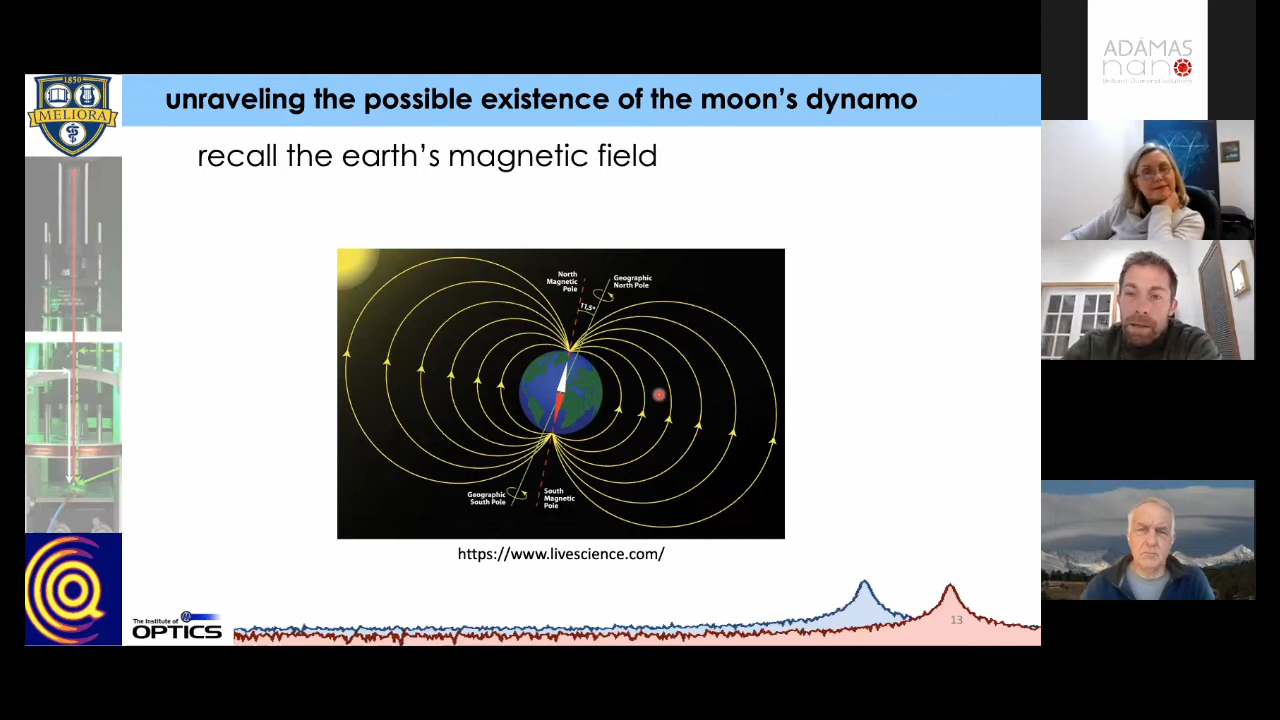 1850
MELIORA
unraveling the possible existence of the moon's dynamo
recall the earth's magnetic field
North
Magnetic
Pole
Geographic
North Pole
11.5°
Geographic
South Pole
South
Magnetic
Pole
https://www.livescience.com/
The Institute of
OPTICS
13
ADÁMAS
nano